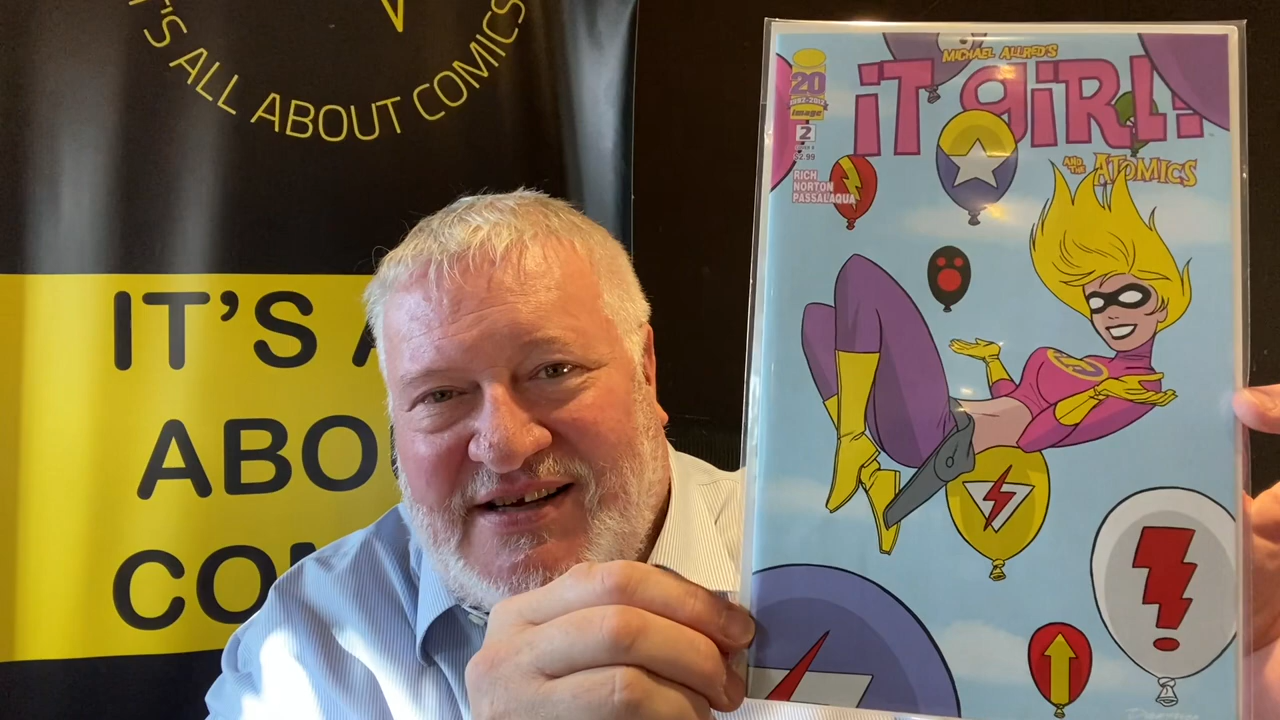 IT'S ALL ABOUT COMICS
IT'S A
ABO
CO
MICHAEL ALLRED'S
iT GiRL!
AND THE ATOMICS
20
1992-2012
image
2
$2.99
RICH
NORTON
PASSALAQUA